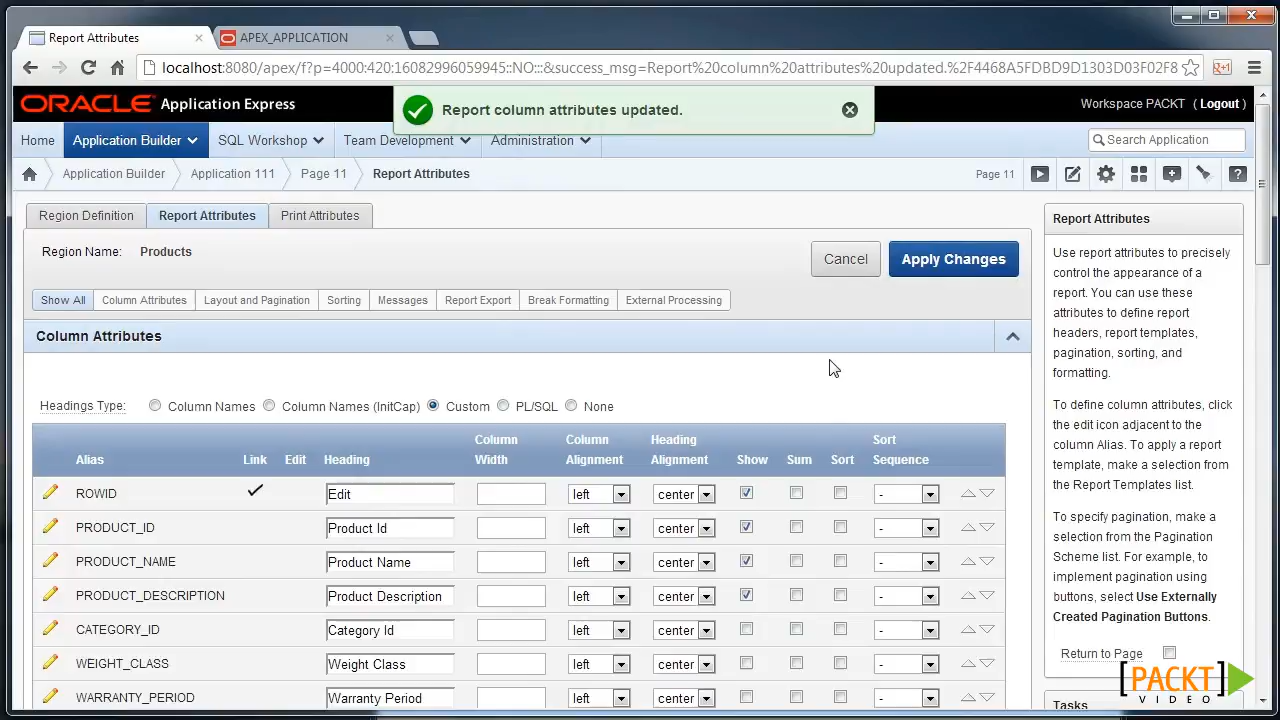 Report Attributes
APEX_APPLICATION
localhost:8080/apex/f?p=4000:420:16082996059945::NO:::&success_msg=Report%20column%20attributes%20updated.%2F4468A5FDBD9D1303D03F02F8
ORACLE Application Express
Report column attributes updated.
Workspace PACKT ( Logout )
Home
Application Builder
SQL Workshop
Team Development
Administration
Search Application
Application Builder
Application 111
Page 11
Report Attributes
Page 11
Region Definition
Report Attributes
Print Attributes
Region Name: Products
Cancel
Apply Changes
Show All
Column Attributes
Layout and Pagination
Sorting
Messages
Report Export
Break Formatting
External Processing
Column Attributes
Headings Type: Column Names Column Names (InitCap) Custom PL/SQL None
Alias Link Edit Heading Column Width Column Alignment Heading Alignment Show Sum Sort Sort Sequence
ROWID Edit left center -
PRODUCT_ID Product Id left center -
PRODUCT_NAME Product Name left center -
PRODUCT_DESCRIPTION Product Description left center -
CATEGORY_ID Category Id left center -
WEIGHT_CLASS Weight Class left center -
WARRANTY_PERIOD Warranty Period left center -
Report Attributes
Use report attributes to precisely
control the appearance of a
report. You can use these
attributes to define report
headers, report templates,
pagination, sorting, and
formatting.
To define column attributes, click
the edit icon adjacent to the
column Alias. To apply a report
template, make a selection from
the Report Templates list.
To specify pagination, make a
selection from the Pagination
Scheme list. For example, to
implement pagination using
buttons, select Use Externally
Created Pagination Buttons.
Return to Page
[PACKT]
VIDEO
Tasks